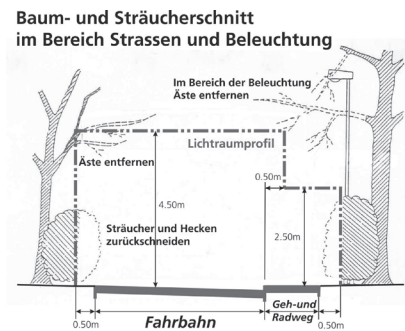 Baum- und Sträucherschnitt
im Bereich Strassen und Beleuchtung
Im Bereich der Beleuchtung
Äste entfernen
Lichtraumprofil
Äste entfernen
0.50m
4.50m
Sträucher und Hecken
zurückschneiden
2.50m
0.50m
Fahrbahn
Geh-und
Radweg
0.50m